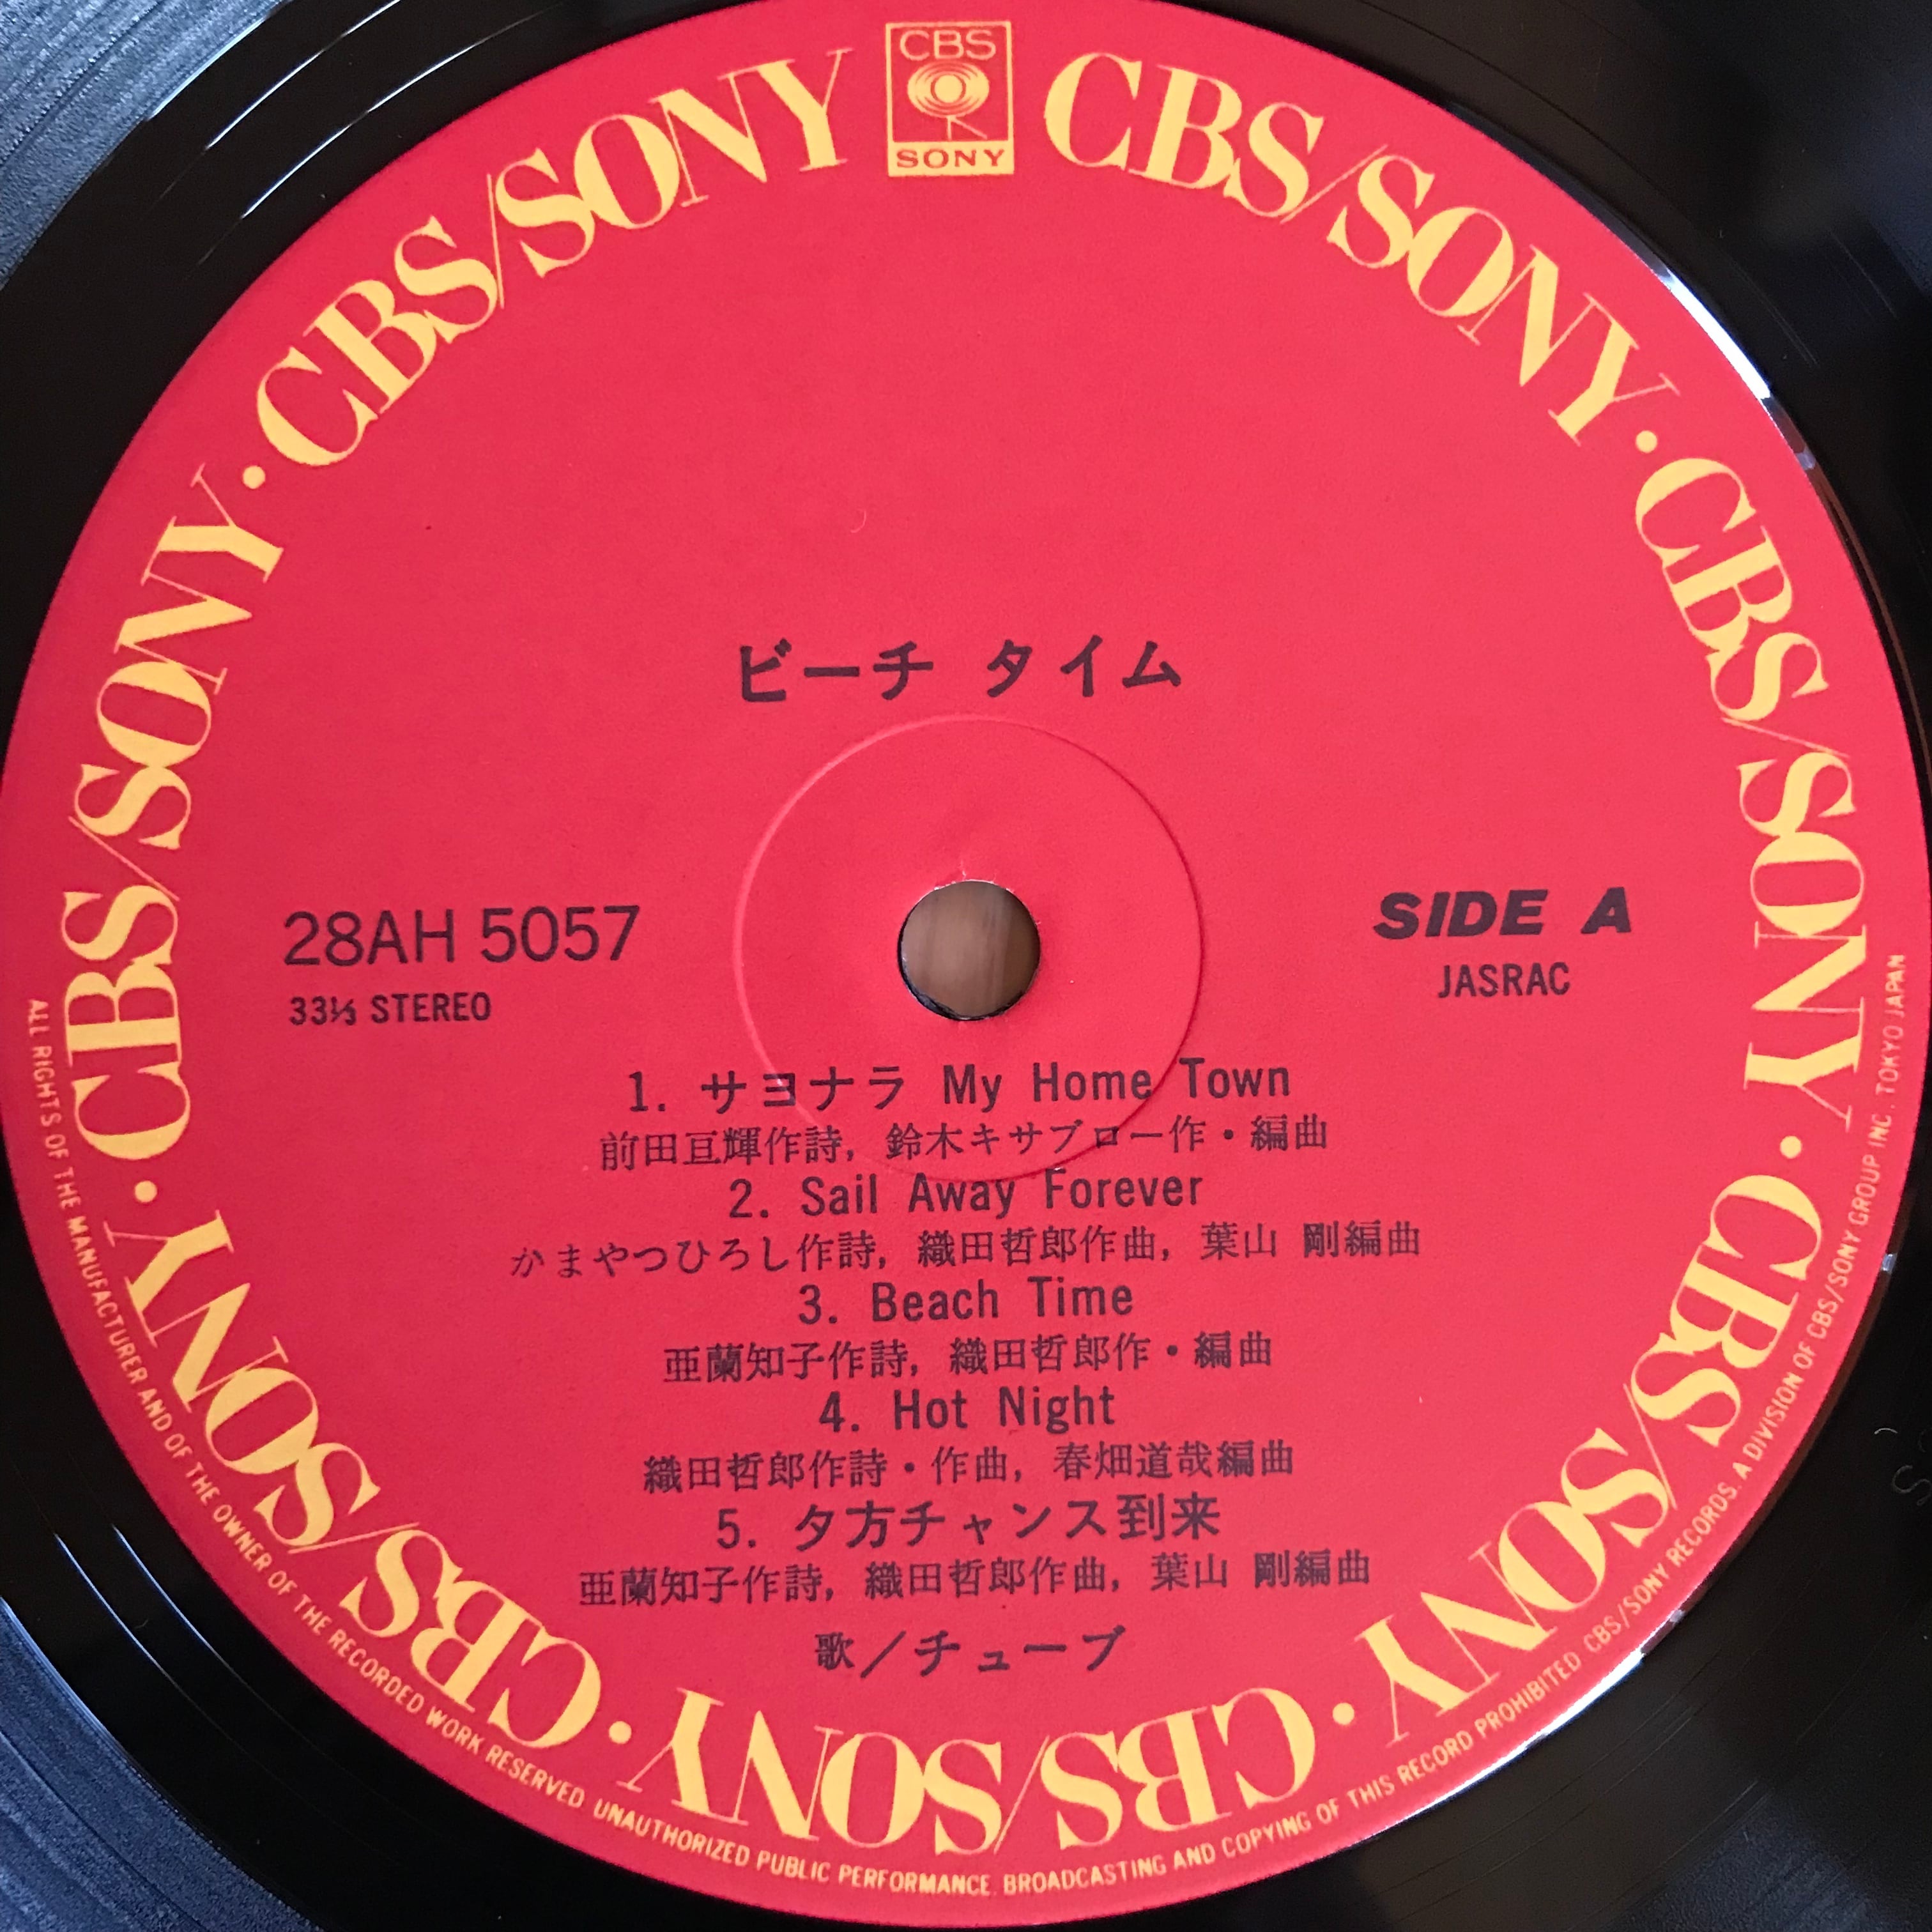 CBS
SONY
CBS/SONY · CBS/SONY · CBS/SONY · CBS/SONY · CBS/SONY · CBS/SONY · CBS/SONY · CBS/SONY
ビーチ タイム
28AH 5057
33⅓ STEREO
SIDE A
JASRAC
1. サヨナラ My Home Town
前田亘輝作詩, 鈴木キサブロー作・編曲
2. Sail Away Forever
かまやつひろし作詩, 織田哲郎作曲, 葉山 剛編曲
3. Beach Time
亜蘭知子作詩, 織田哲郎作・編曲
4. Hot Night
織田哲郎作詩・作曲, 春畑道哉編曲
5. 夕方チャンス到来
亜蘭知子作詩, 織田哲郎作曲, 葉山 剛編曲
歌／チューブ
ALL RIGHTS OF THE MANUFACTURER AND OF THE OWNER OF THE RECORDED WORK RESERVED UNAUTHORIZED PUBLIC PERFORMANCE. BROADCASTING AND COPYING OF THIS RECORD PROHIBITED CBS/SONY RECORDS. A DIVISION OF CBS/SONY GROUP INC. TOKYO JAPAN